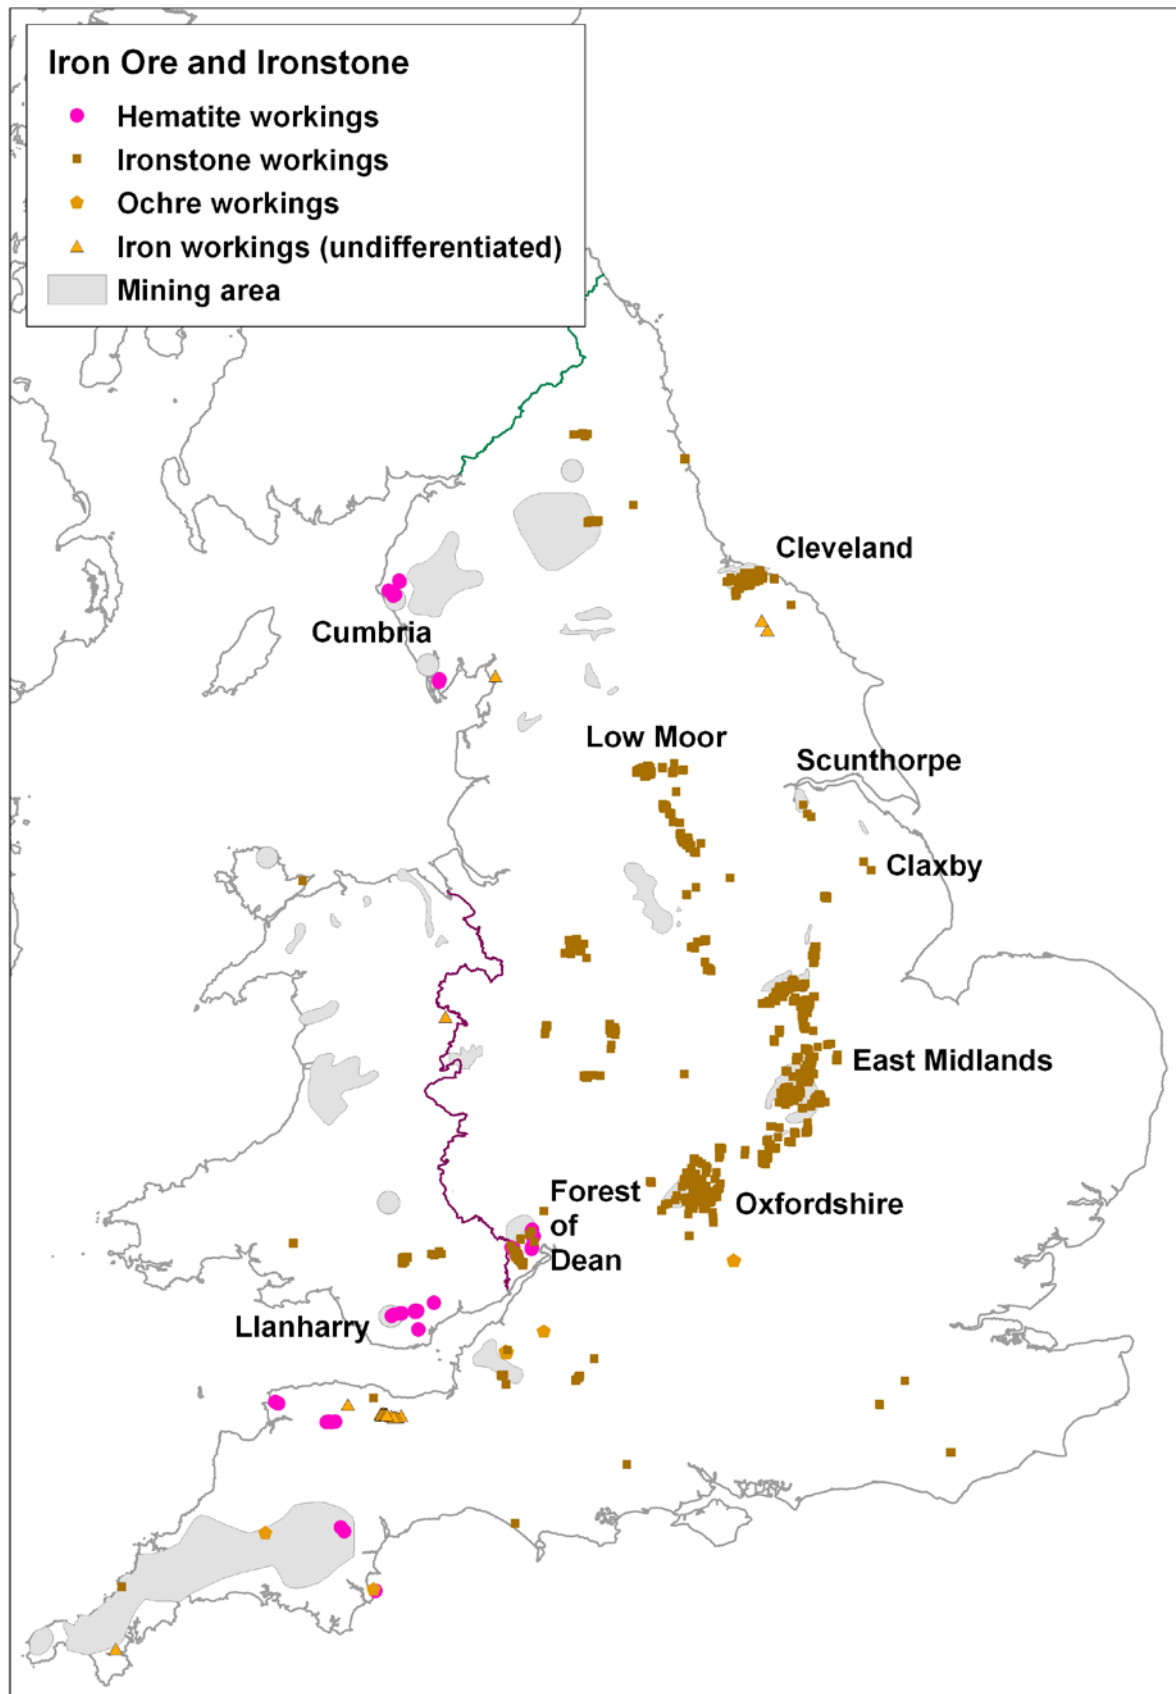 Iron Ore and Ironstone
Hematite workings
Ironstone workings
Ochre workings
Iron workings (undifferentiated)
Mining area
Cleveland
Cumbria
Low Moor
Scunthorpe
Claxby
East Midlands
Forest
of
Dean
Oxfordshire
Llanharry